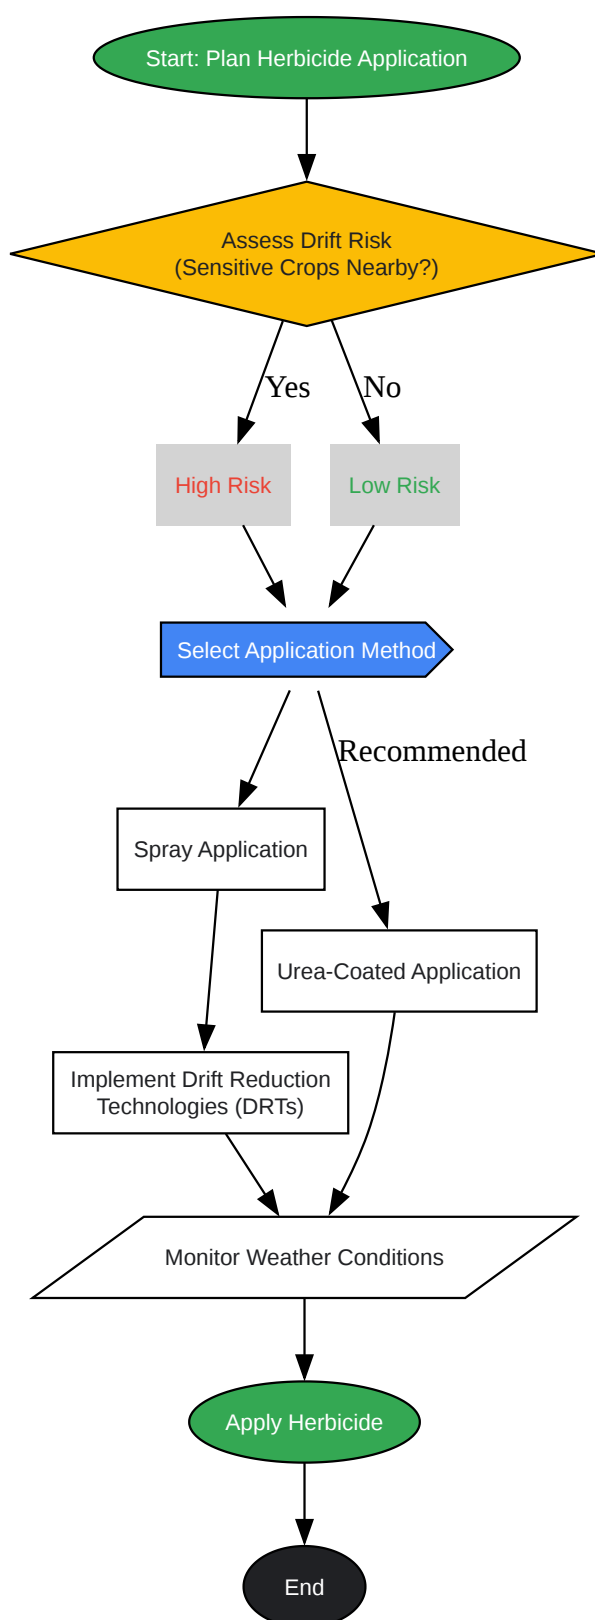 Start: Plan Herbicide Application
Assess Drift Risk
(Sensitive Crops Nearby?)
Yes
No
High Risk
Low Risk
Select Application Method
Recommended
Spray Application
Urea-Coated Application
Implement Drift Reduction
Technologies (DRTs)
Monitor Weather Conditions
Apply Herbicide
End